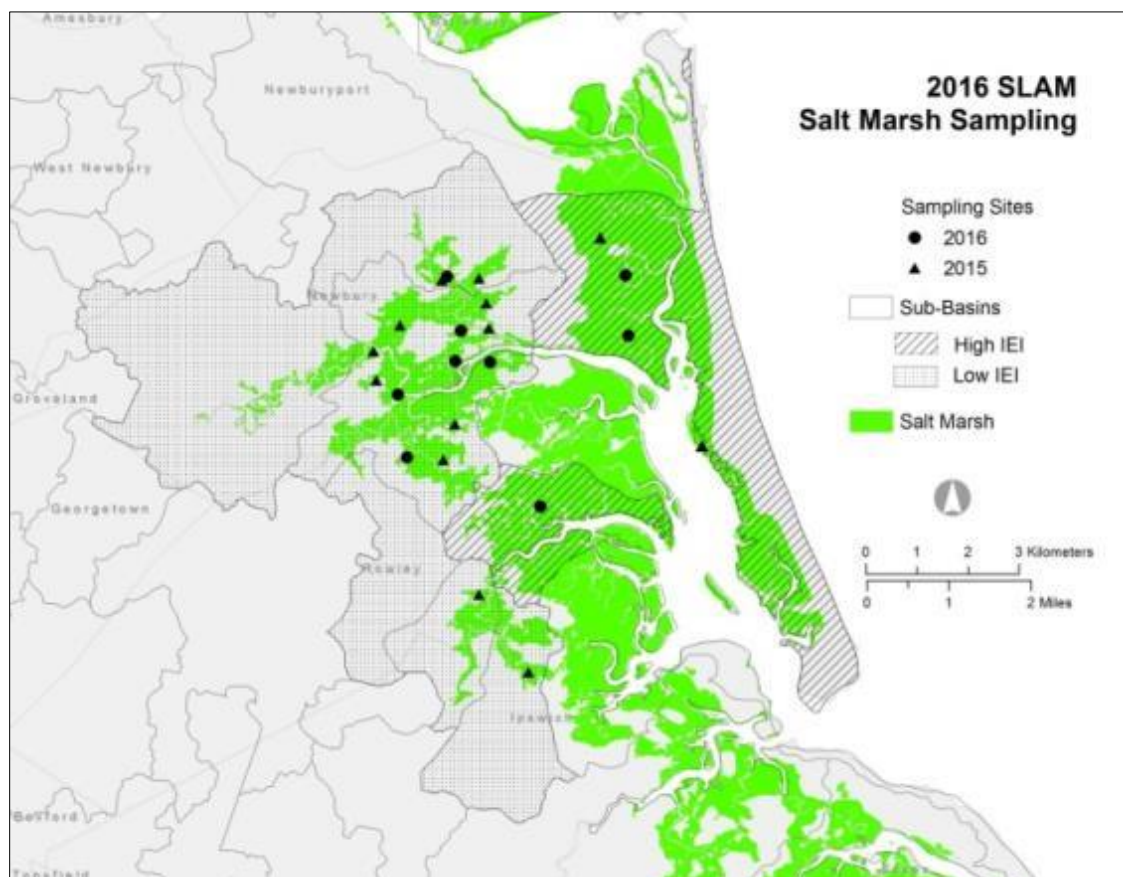 Amesbury
Newburyport
West Newbury
Newbury
Groveland
Georgetown
Rowley
Ipswich
Topsfield
2016 SLAM
Salt Marsh Sampling
Sampling Sites
2016
2015
Sub-Basins
High IEI
Low IEI
Salt Marsh
0 1 2 3 Kilometers
0 1 2 Miles